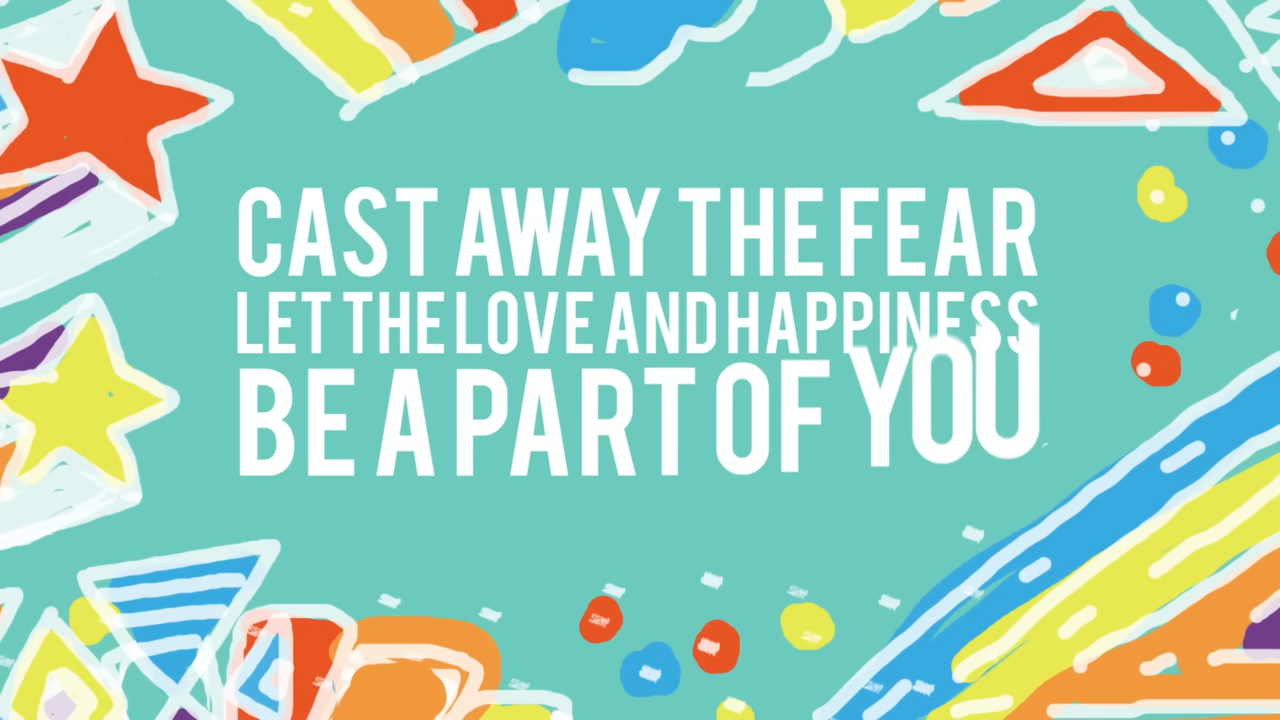 CAST AWAY THE FEAR
LET THE LOVE AND HAPPINESS
BE A PART OF YOU